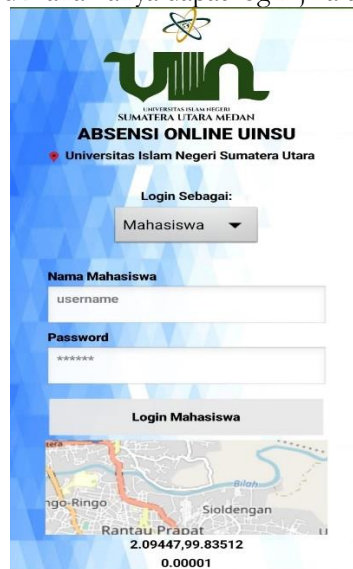 UNIVERSITAS ISLAM NEGERI
SUMATERA UTARA MEDAN
ABSENSI ONLINE UINSU
Universitas Islam Negeri Sumatera Utara
Login Sebagai:
Mahasiswa
Nama Mahasiswa
username
Password
******
Login Mahasiswa
Bilah
ngo-Ringo
Sioldengan
Rantau Prapat
2.09447,99.83512
0.00001